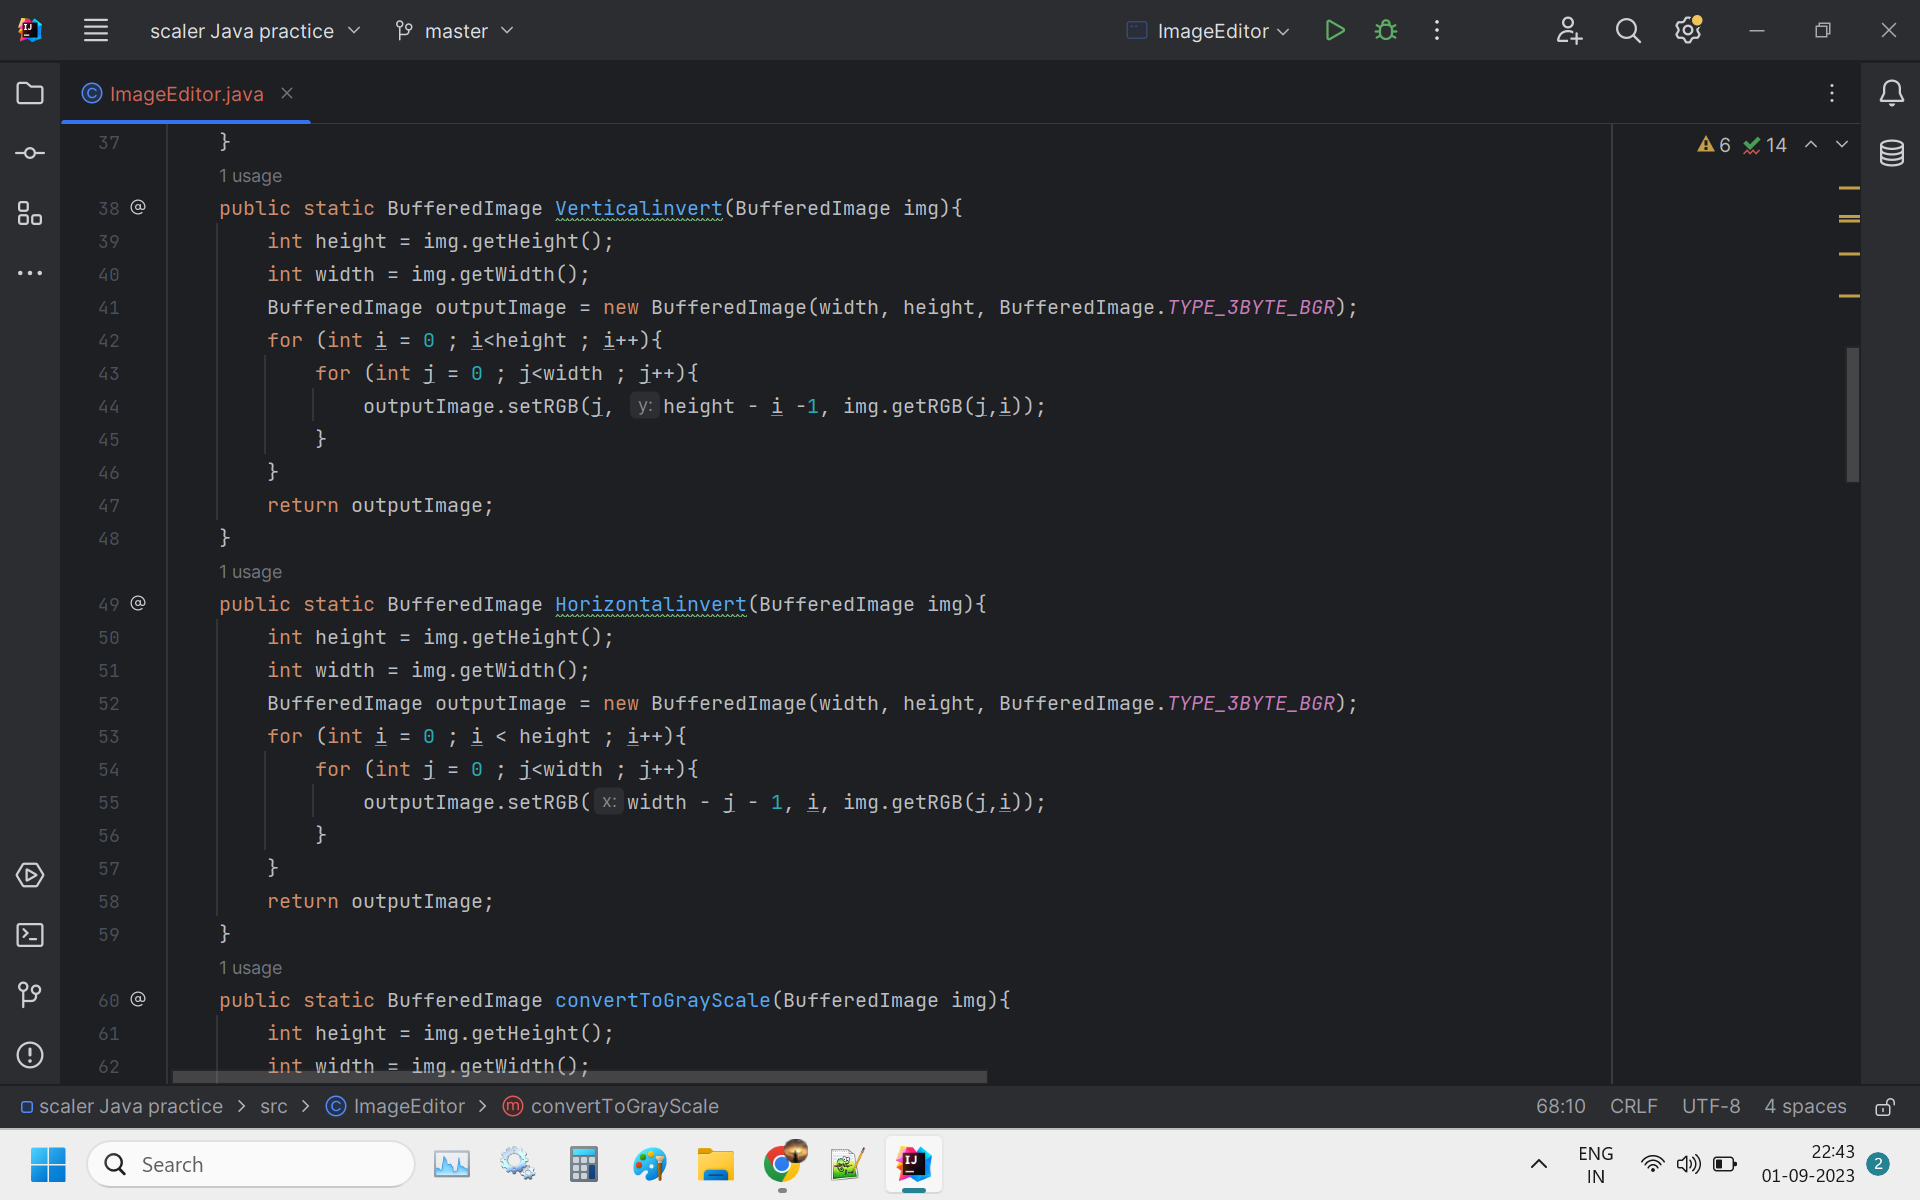 scaler Java practice master ImageEditor
ImageEditor.java
6 14
37 }
1 usage
38 @ public static BufferedImage Verticalinvert(BufferedImage img){
39 int height = img.getHeight();
40 int width = img.getWidth();
41 BufferedImage outputImage = new BufferedImage(width, height, BufferedImage.TYPE_3BYTE_BGR);
42 for (int i = 0 ; i<height ; i++){
43 for (int j = 0 ; j<width ; j++){
44 outputImage.setRGB(j, y: height - i -1, img.getRGB(j,i));
45 }
46 }
47 return outputImage;
48 }
1 usage
49 @ public static BufferedImage Horizontalinvert(BufferedImage img){
50 int height = img.getHeight();
51 int width = img.getWidth();
52 BufferedImage outputImage = new BufferedImage(width, height, BufferedImage.TYPE_3BYTE_BGR);
53 for (int i = 0 ; i < height ; i++){
54 for (int j = 0 ; j<width ; j++){
55 outputImage.setRGB( x: width - j - 1, i, img.getRGB(j,i));
56 }
57 }
58 return outputImage;
59 }
1 usage
60 @ public static BufferedImage convertToGrayScale(BufferedImage img){
61 int height = img.getHeight();
62 int width = img.getWidth();
scaler Java practice > src > ImageEditor > convertToGrayScale 68:10 CRLF UTF-8 4 spaces
Search ENG IN 22:43 01-09-2023 2